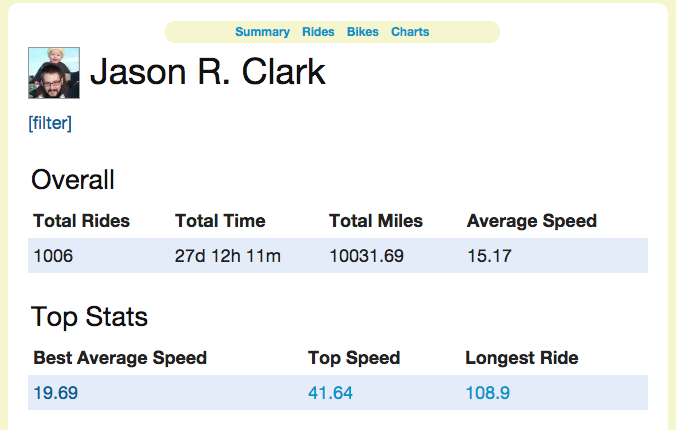 Summary Rides Bikes Charts
Jason R. Clark
[filter]
Overall
Total Rides Total Time Total Miles Average Speed
1006 27d 12h 11m 10031.69 15.17
Top Stats
Best Average Speed Top Speed Longest Ride
19.69 41.64 108.9